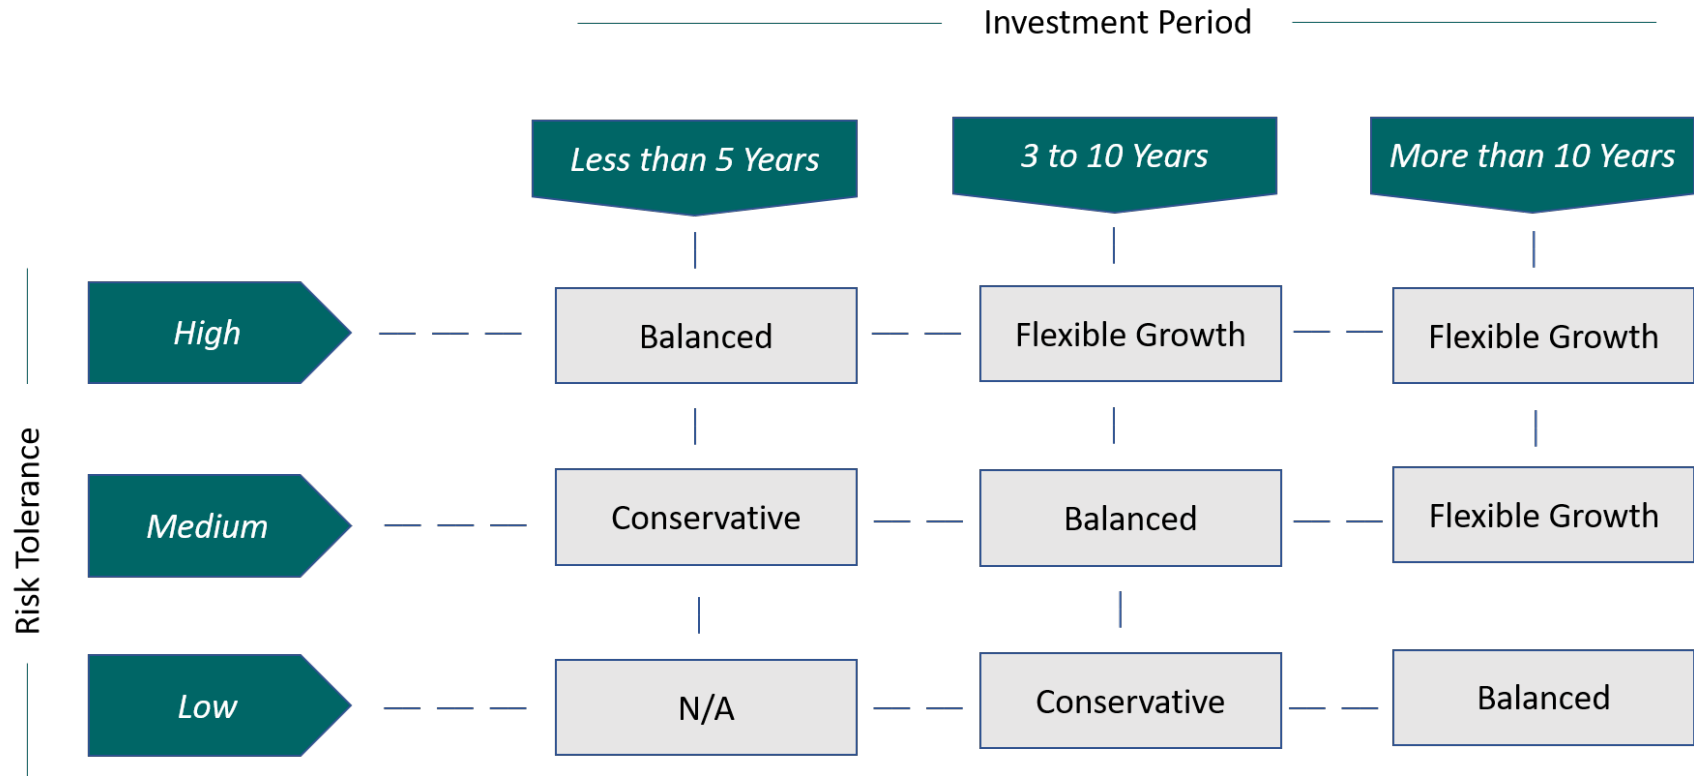 Investment Period
Less than 5 Years
3 to 10 Years
More than 10 Years
Risk Tolerance
High
Balanced
Flexible Growth
Flexible Growth
Medium
Conservative
Balanced
Flexible Growth
Low
N/A
Conservative
Balanced